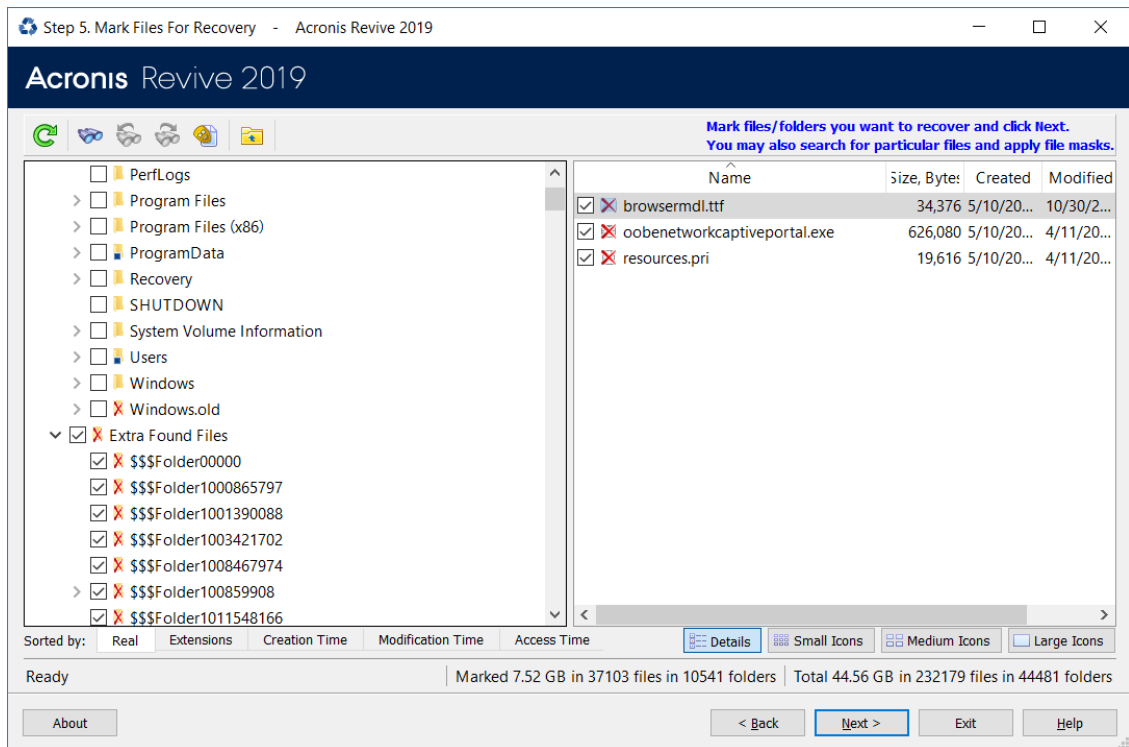 Step 5. Mark Files For Recovery - Acronis Revive 2019
Acronis Revive 2019
Mark files/folders you want to recover and click Next.
You may also search for particular files and apply file masks.
PerfLogs
Program Files
Program Files (x86)
ProgramData
Recovery
SHUTDOWN
System Volume Information
Users
Windows
Windows.old
Extra Found Files
$$$Folder00000
$$$Folder1000865797
$$$Folder1001390088
$$$Folder1003421702
$$$Folder1008467974
$$$Folder100859908
$$$Folder1011548166
Name Size, Bytes Created Modified
browsermdl.ttf 34,376 5/10/20... 10/30/2...
oobenetworkcaptiveportal.exe 626,080 5/10/20... 4/11/20...
resources.pri 19,616 5/10/20... 4/11/20...
Sorted by: Real Extensions Creation Time Modification Time Access Time Details Small Icons Medium Icons Large Icons
Ready Marked 7.52 GB in 37103 files in 10541 folders Total 44.56 GB in 232179 files in 44481 folders
About < Back Next > Exit Help